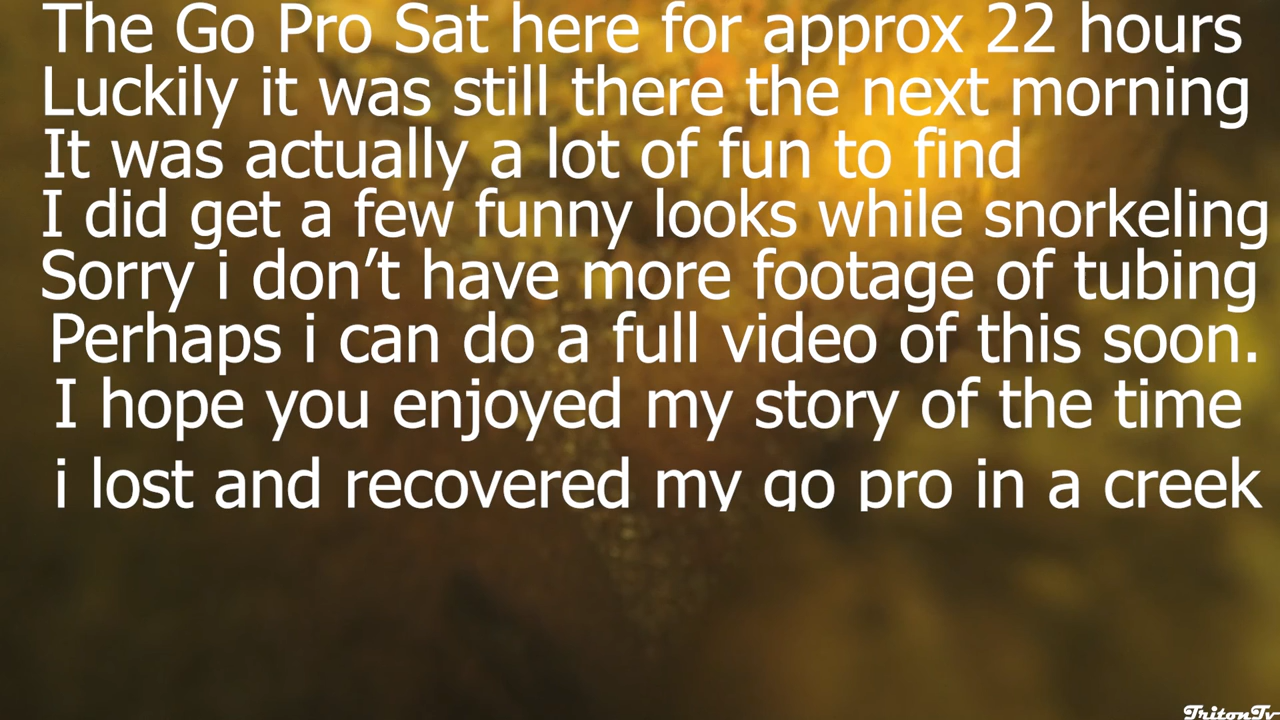 The Go Pro Sat here for approx 22 hours
Luckily it was still there the next morning
It was actually a lot of fun to find
I did get a few funny looks while snorkeling
Sorry i don’t have more footage of tubing
Perhaps i can do a full video of this soon.
I hope you enjoyed my story of the time
i lost and recovered my go pro in a creek
TritonTv